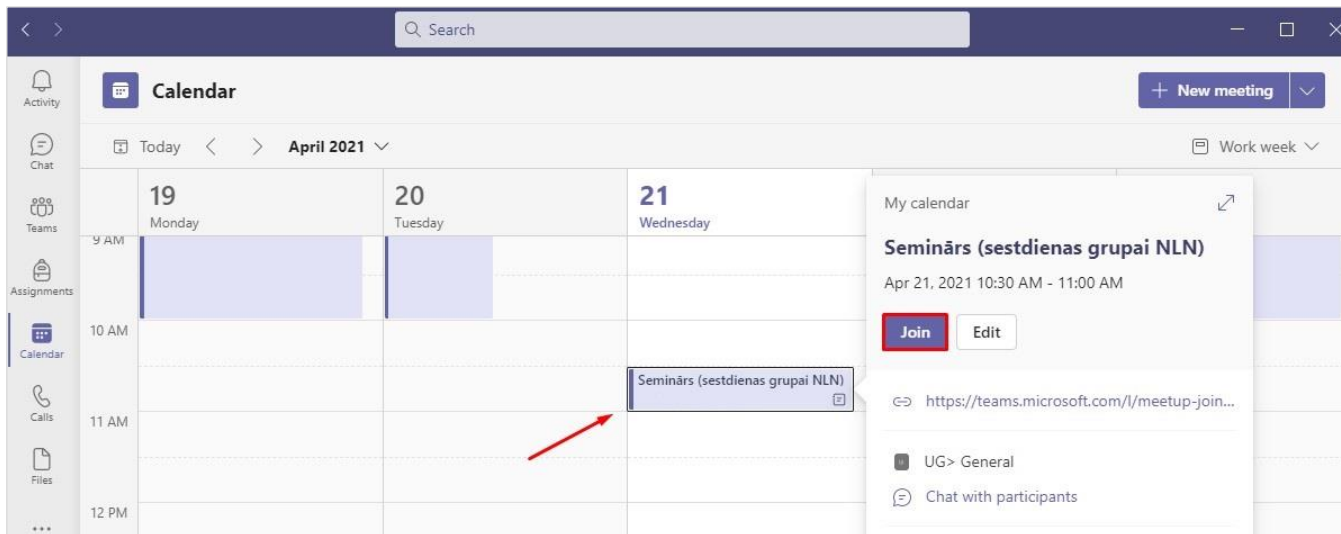 Search
Activity
Chat
Teams
Assignments
Calendar
Calls
Files
Calendar
New meeting
Today
April 2021
Work week
19
Monday
20
Tuesday
21
Wednesday
9 AM
10 AM
11 AM
12 PM
Seminārs (sestdienas grupai NLN)
My calendar
Seminārs (sestdienas grupai NLN)
Apr 21, 2021 10:30 AM - 11:00 AM
Join
Edit
https://teams.microsoft.com/l/meetup-join...
UG> General
Chat with participants